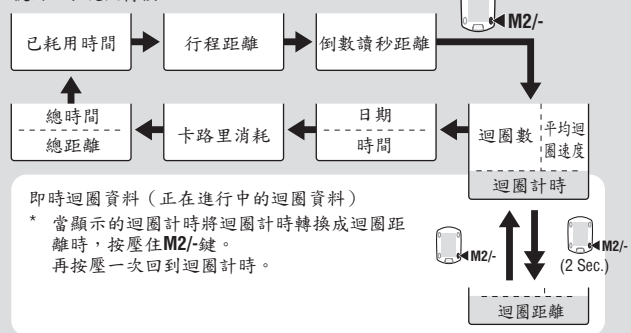 M2/-
已耗用時間
行程距離
倒數讀秒距離
總時間
總距離
卡路里消耗
日期
時間
迴圈數
平均迴
圈速度
迴圈計時
即時迴圈資料（正在進行中的迴圈資料）
* 當顯示的迴圈計時將迴圈計時轉換成迴圈距
離時，按壓住M2/-鍵。
再按壓一次回到迴圈計時。
M2/-
M2/-
(2 Sec.)
迴圈距離